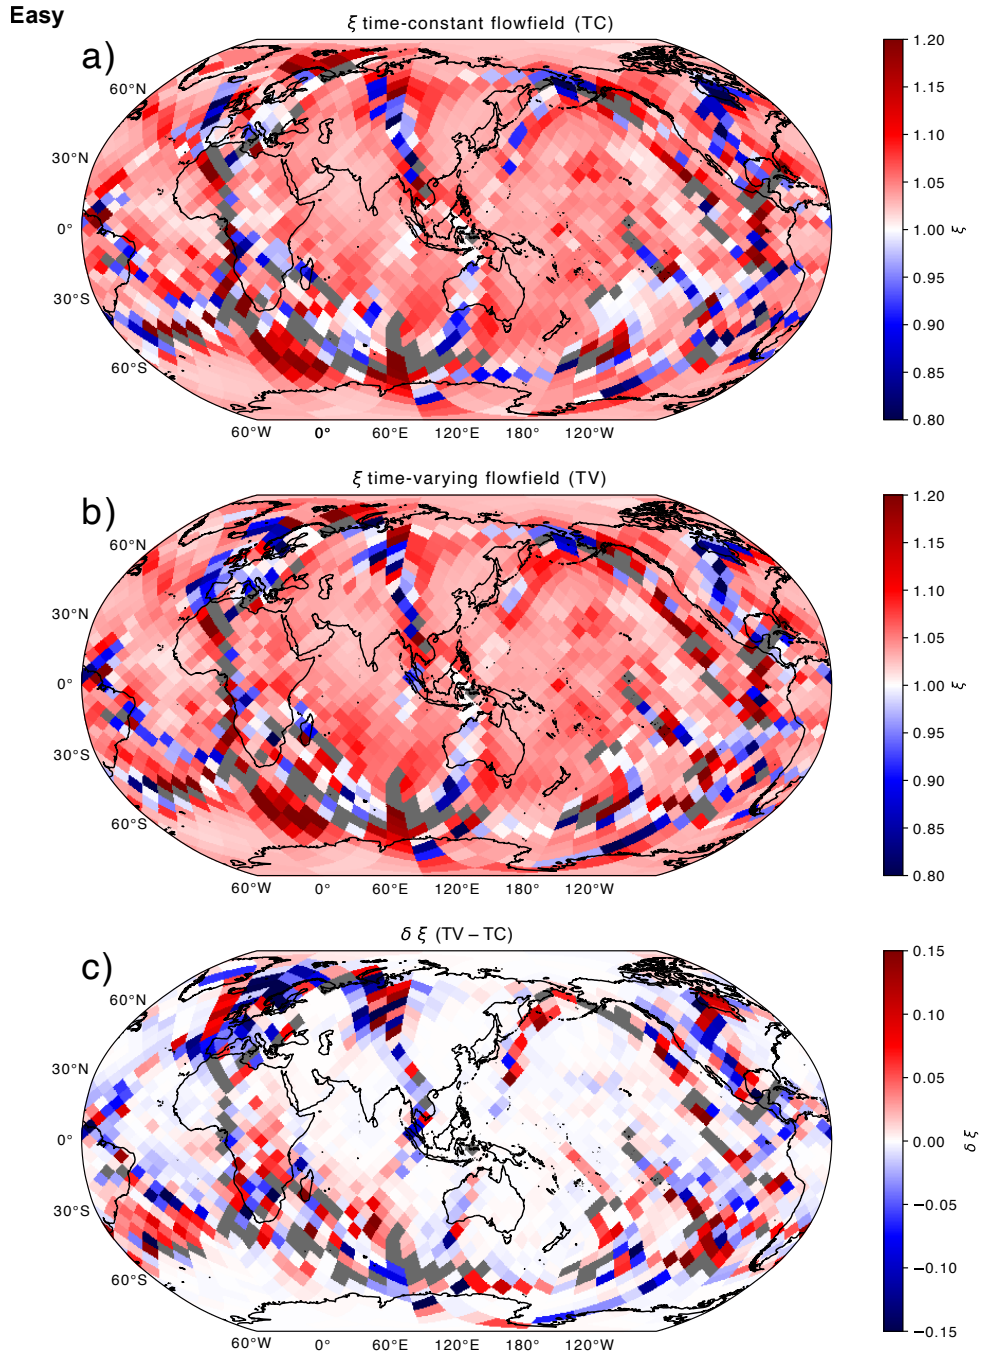 Easy
ξ time-constant flowfield (TC)
a)
60°N
30°N
0°
30°S
60°S
60°W 0° 60°E 120°E 180° 120°W
1.20
1.15
1.10
1.05
1.00
0.95
0.90
0.85
0.80
ξ
ξ time-varying flowfield (TV)
b)
60°N
30°N
0°
30°S
60°S
60°W 0° 60°E 120°E 180° 120°W
1.20
1.15
1.10
1.05
1.00
0.95
0.90
0.85
0.80
ξ
δ ξ (TV – TC)
c)
60°N
30°N
0°
30°S
60°S
60°W 0° 60°E 120°E 180° 120°W
0.15
0.10
0.05
0.00
−0.05
−0.10
−0.15
δ ξ